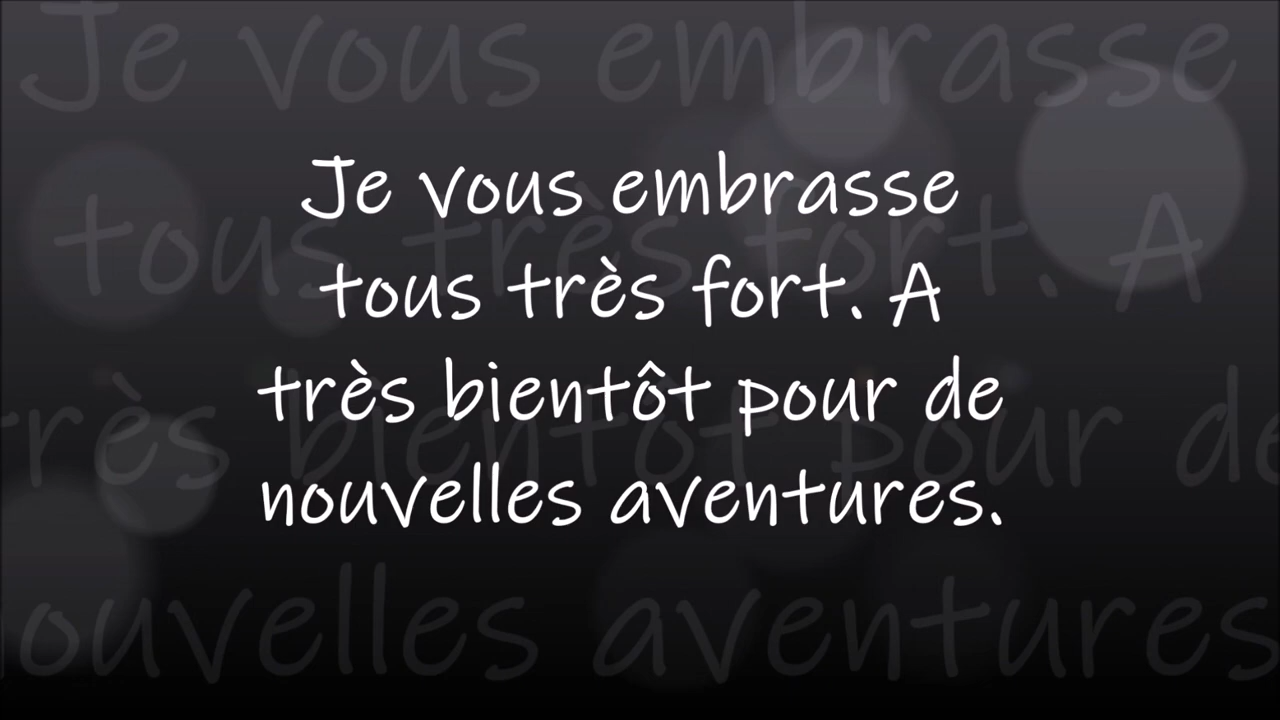 Je vous embrasse
tous très fort. A
très bientôt pour de
nouvelles aventures.